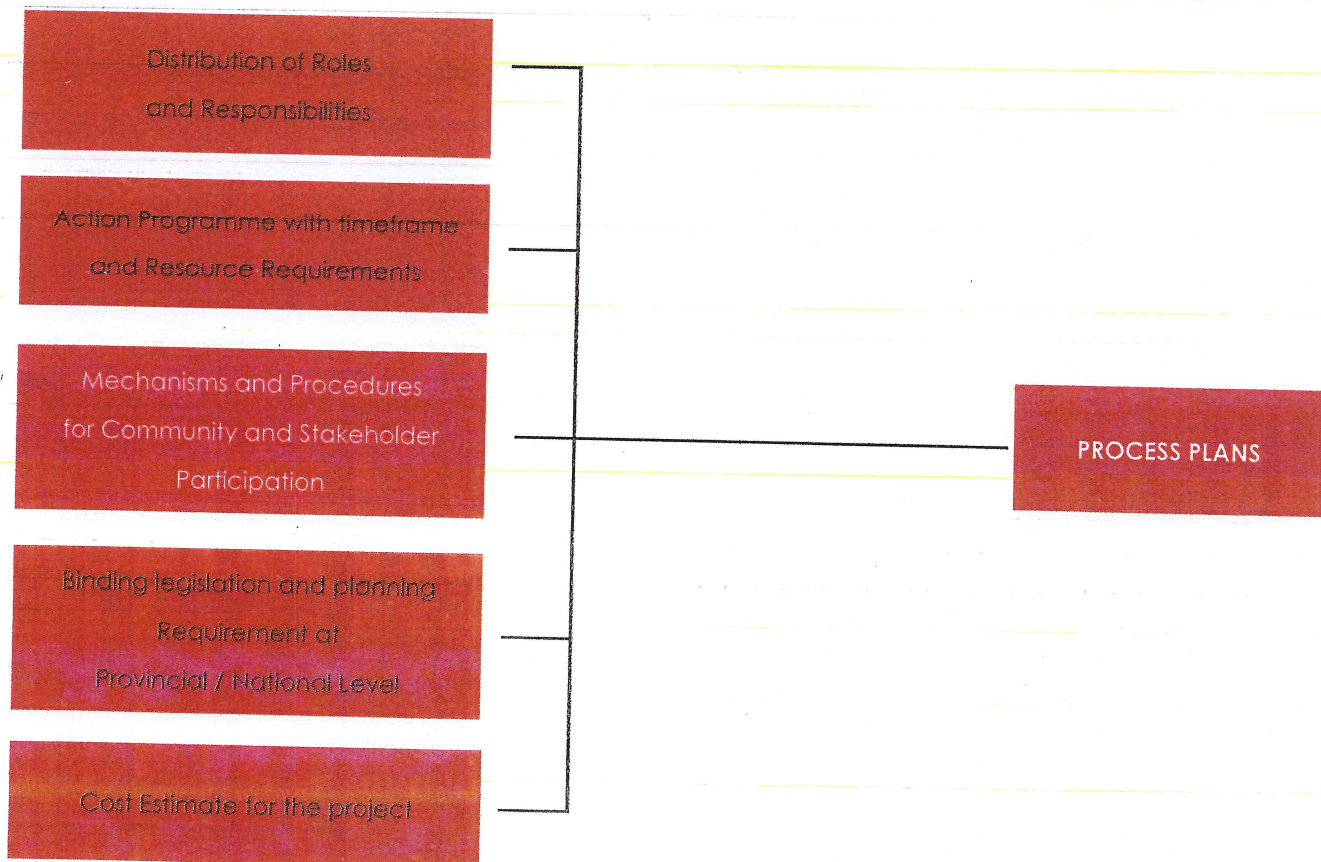 Distribution of Roles
and Responsibilities
Action Programme with timeframe
and Resource Requirements
Mechanisms and Procedures
for Community and Stakeholder
Participation
Binding legislation and planning
Requirement at
Provincial / National Level
Cost Estimate for the project
PROCESS PLANS